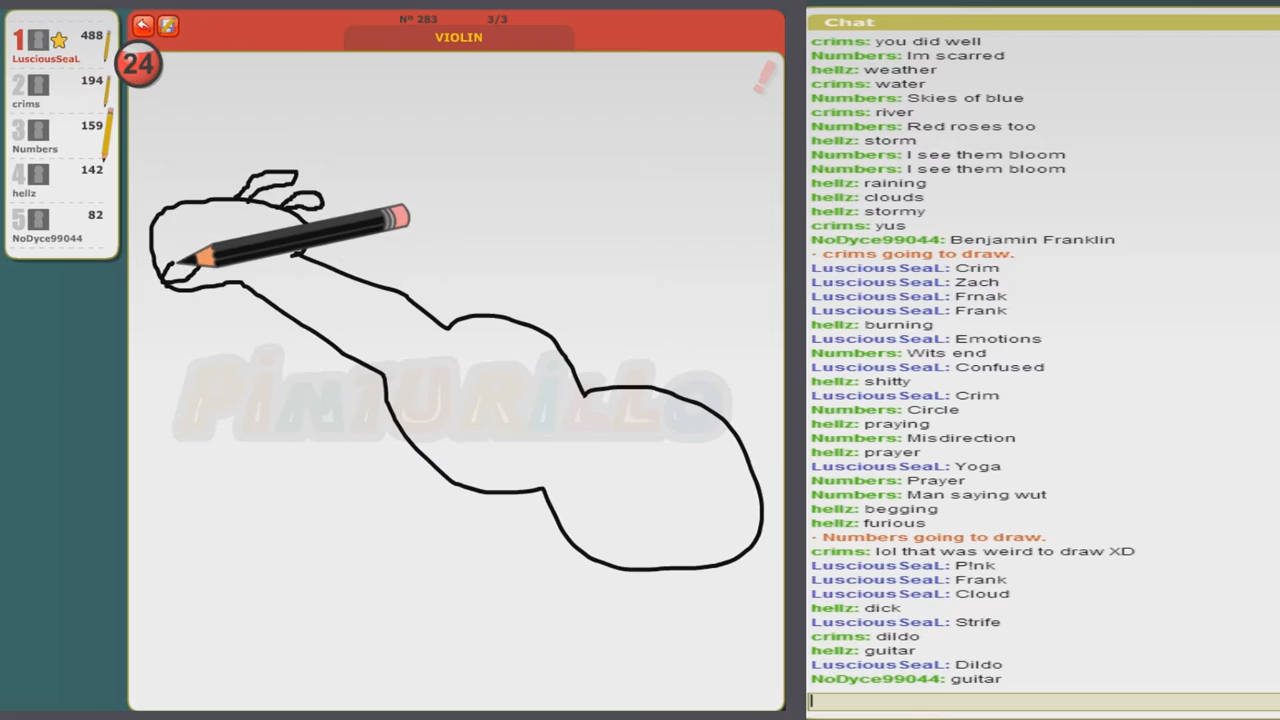 1 488
LusciousSeaL
2 194
crims
3 159
Numbers
4 142
hellz
5 82
NoDyce99044
24
Nº 283 3/3
VIOLIN
PiNTURiLLO
Chat
crims: you did well
Numbers: Im scarred
hellz: weather
crims: water
Numbers: Skies of blue
crims: river
Numbers: Red roses too
hellz: storm
Numbers: I see them bloom
Numbers: I see them bloom
hellz: raining
hellz: clouds
hellz: stormy
crims: yus
NoDyce99044: Benjamin Franklin
- crims going to draw.
LusciousSeaL: Crim
LusciousSeaL: Zach
LusciousSeaL: Frnak
LusciousSeaL: Frank
hellz: burning
LusciousSeaL: Emotions
Numbers: Wits end
LusciousSeaL: Confused
hellz: shitty
LusciousSeaL: Crim
Numbers: Circle
hellz: praying
Numbers: Misdirection
hellz: prayer
LusciousSeaL: Yoga
Numbers: Prayer
Numbers: Man saying wut
hellz: begging
hellz: furious
- Numbers going to draw.
crims: lol that was weird to draw XD
LusciousSeaL: P!nk
LusciousSeaL: Frank
LusciousSeaL: Cloud
hellz: dick
LusciousSeaL: Strife
crims: dildo
hellz: guitar
LusciousSeaL: Dildo
NoDyce99044: guitar